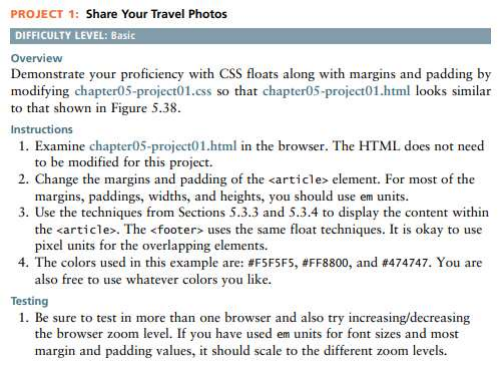 PROJECT 1: Share Your Travel Photos
DIFFICULTY LEVEL: Basic
Overview
Demonstrate your proficiency with CSS floats along with margins and padding by
modifying chapter05-project01.css so that chapter05-project01.html looks similar
to that shown in Figure 5.38.
Instructions
1. Examine chapter05-project01.html in the browser. The HTML does not need
to be modified for this project.
2. Change the margins and padding of the <article> element. For most of the
margins, paddings, widths, and heights, you should use em units.
3. Use the techniques from Sections 5.3.3 and 5.3.4 to display the content within
the <article>. The <footer> uses the same float techniques. It is okay to use
pixel units for the overlapping elements.
4. The colors used in this example are: #F5F5F5, #FF8800, and #474747. You are
also free to use whatever colors you like.
Testing
1. Be sure to test in more than one browser and also try increasing/decreasing
the browser zoom level. If you have used em units for font sizes and most
margin and padding values, it should scale to the different zoom levels.